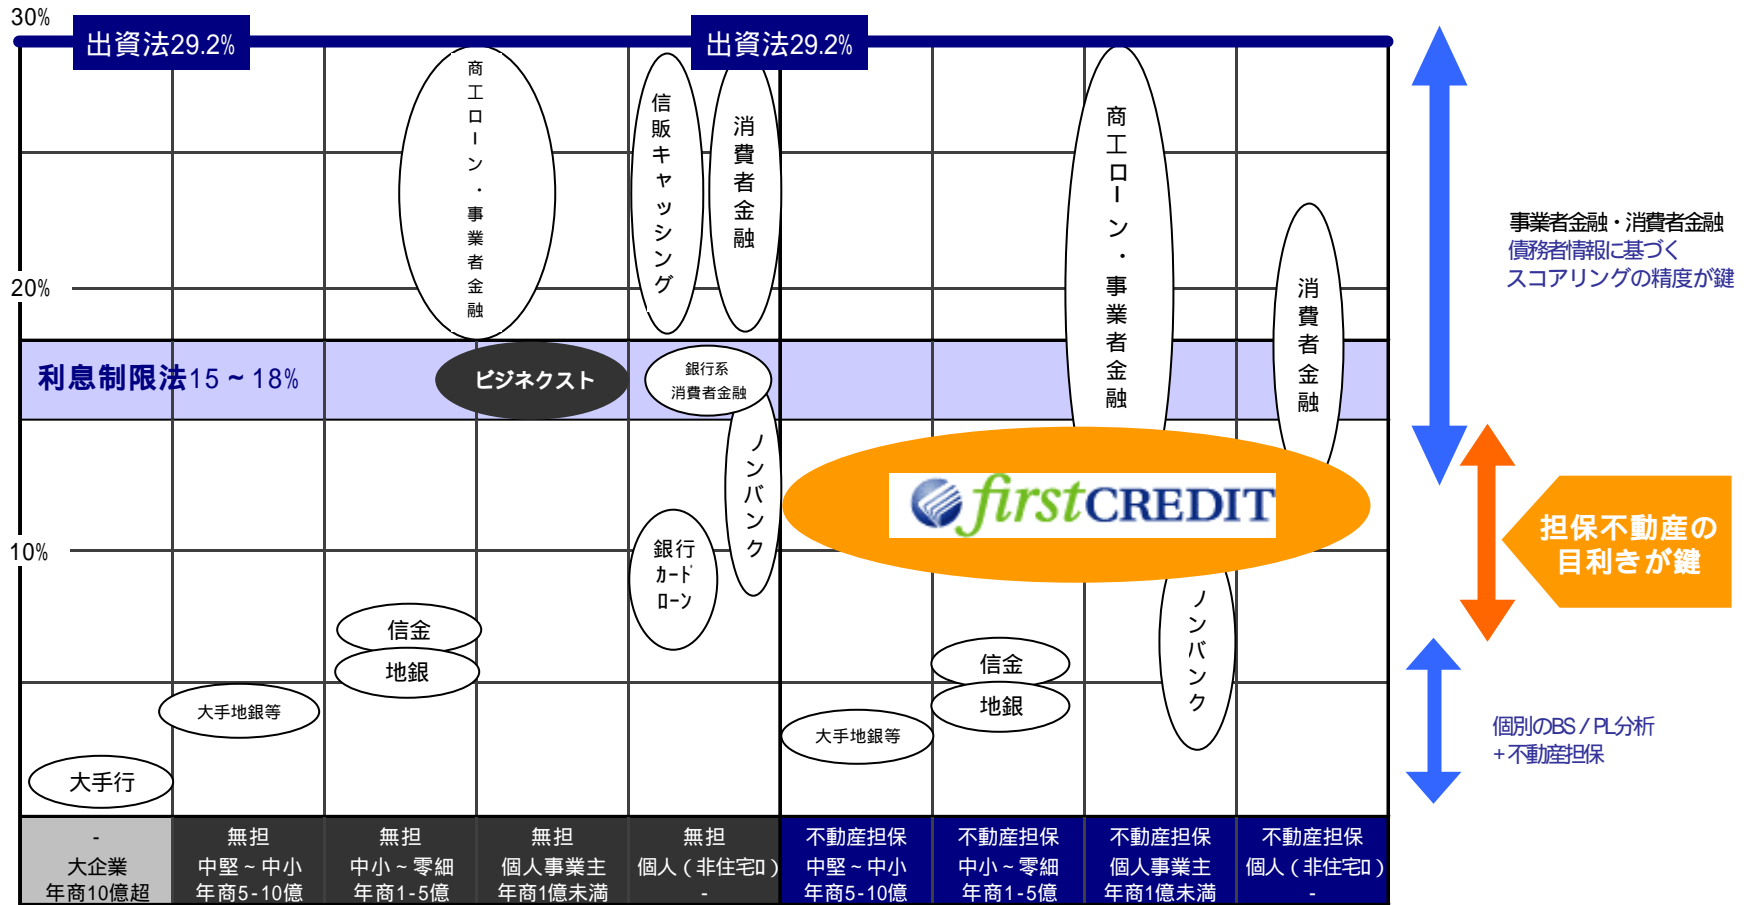 30%
出資法29.2%
出資法29.2%
商工ローン・事業者金融
信販キャッシング
消費者金融
商工ローン・事業者金融
消費者金融
事業者金融・消費者金融
債務者情報に基づく
スコアリングの精度が鍵
20%
利息制限法15～18%
ビジネクスト
銀行系
消費者金融
ノンバンク
firstCREDIT
担保不動産の
目利きが鍵
10%
銀行
ｶｰﾄﾞ
ﾛｰﾝ
ノンバンク
信金
地銀
大手地銀等
大手行
信金
地銀
大手地銀等
個別のBS/PL分析
+不動産担保
-
大企業
年商10億超
無担
中堅～中小
年商5-10億
無担
中小～零細
年商1-5億
無担
個人事業主
年商1億未満
無担
個人（非住宅ﾛ）
-
不動産担保
中堅～中小
年商5-10億
不動産担保
中小～零細
年商1-5億
不動産担保
個人事業主
年商1億未満
不動産担保
個人（非住宅ﾛ）
-